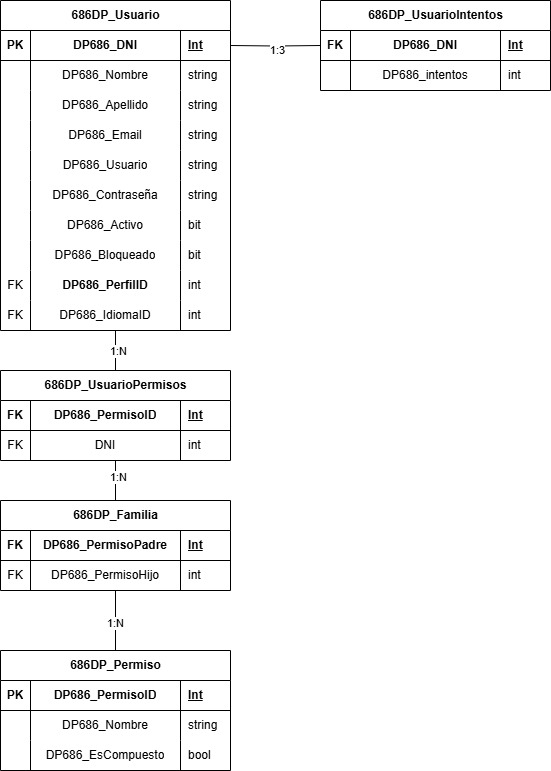 686DP_Usuario
PK DP686_DNI Int
DP686_Nombre string
DP686_Apellido string
DP686_Email string
DP686_Usuario string
DP686_Contraseña string
DP686_Activo bit
DP686_Bloqueado bit
FK DP686_PerfilID int
FK DP686_IdiomaID int
1:3
686DP_UsuarioIntentos
FK DP686_DNI Int
DP686_intentos int
1:N
686DP_UsuarioPermisos
FK DP686_PermisoID Int
FK DNI int
1:N
686DP_Familia
FK DP686_PermisoPadre Int
FK DP686_PermisoHijo int
1:N
686DP_Permiso
PK DP686_PermisoID Int
DP686_Nombre string
DP686_EsCompuesto bool